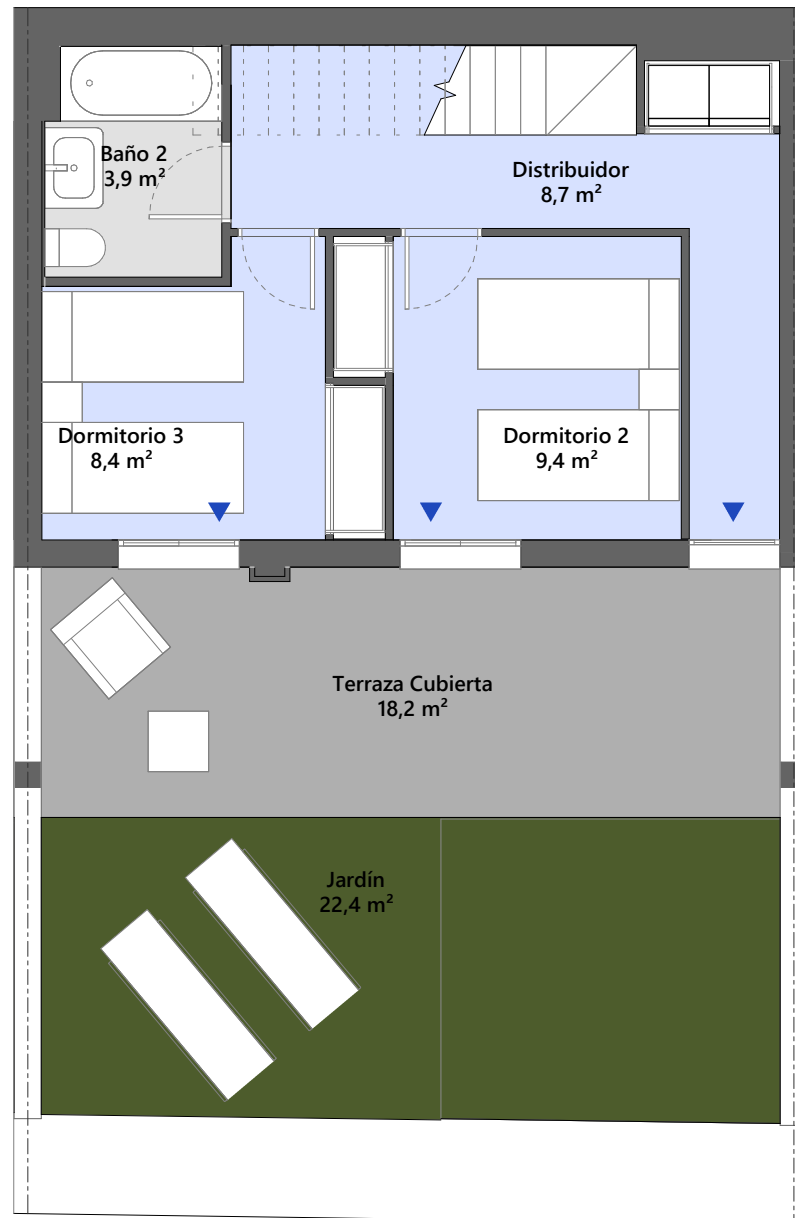 Baño 2
3,9 m²
Distribuidor
8,7 m²
Dormitorio 3
8,4 m²
Dormitorio 2
9,4 m²
Terraza Cubierta
18,2 m²
Jardín
22,4 m²